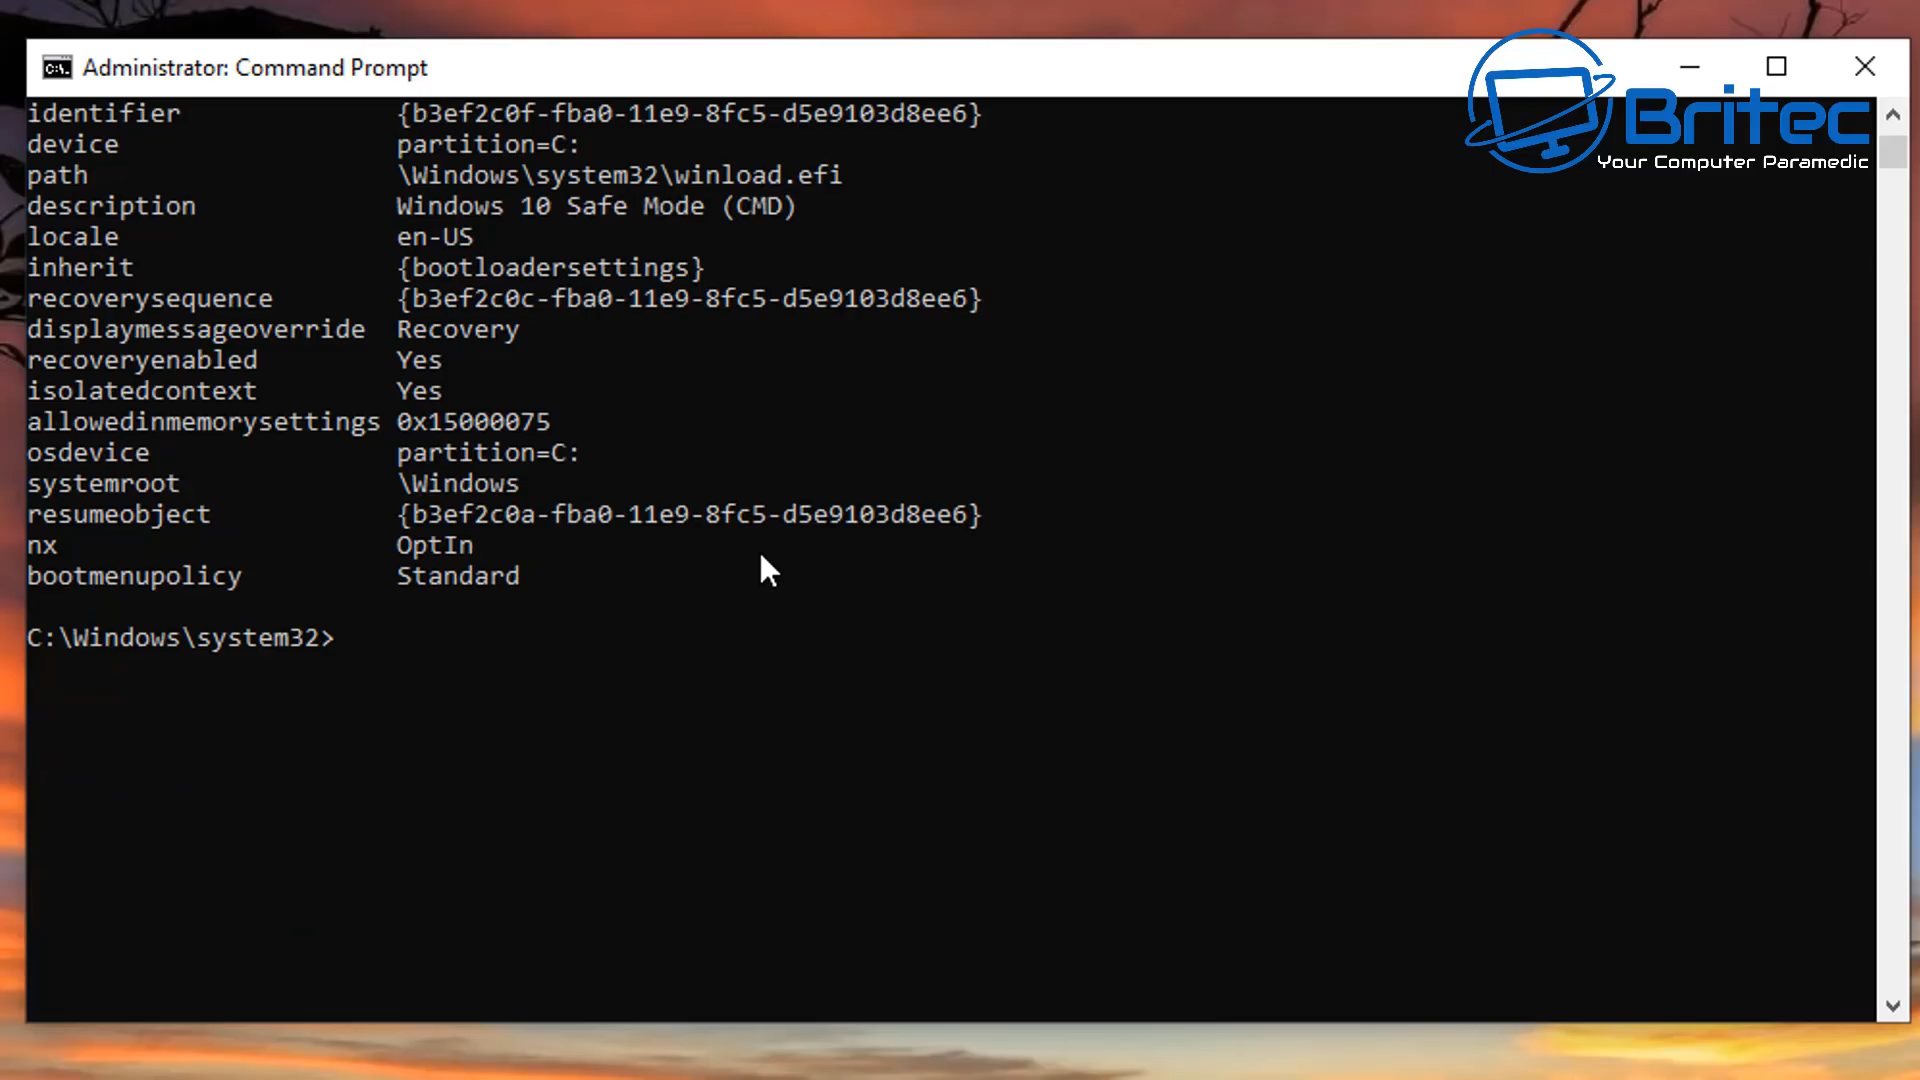 Administrator: Command Prompt
Britec
Your Computer Paramedic
identifier {b3ef2c0f-fba0-11e9-8fc5-d5e9103d8ee6}
device partition=C:
path \Windows\system32\winload.efi
description Windows 10 Safe Mode (CMD)
locale en-US
inherit {bootloadersettings}
recoverysequence {b3ef2c0c-fba0-11e9-8fc5-d5e9103d8ee6}
displaymessageoverride Recovery
recoveryenabled Yes
isolatedcontext Yes
allowedinmemorysettings 0x15000075
osdevice partition=C:
systemroot \Windows
resumeobject {b3ef2c0a-fba0-11e9-8fc5-d5e9103d8ee6}
nx OptIn
bootmenupolicy Standard
C:\Windows\system32>